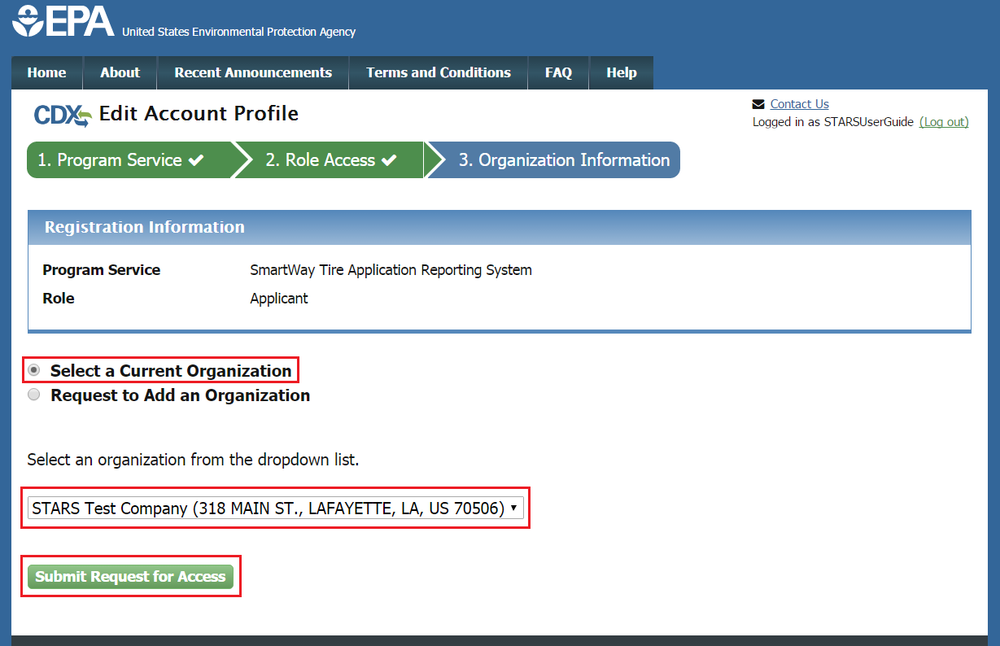 EPA United States Environmental Protection Agency
Home About Recent Announcements Terms and Conditions FAQ Help
CDX Edit Account Profile
Contact Us
Logged in as STARSUserGuide (Log out)
1. Program Service ✔ 2. Role Access ✔ 3. Organization Information
Registration Information
Program Service SmartWay Tire Application Reporting System
Role Applicant
Select a Current Organization
Request to Add an Organization
Select an organization from the dropdown list.
STARS Test Company (318 MAIN ST., LAFAYETTE, LA, US 70506)
Submit Request for Access